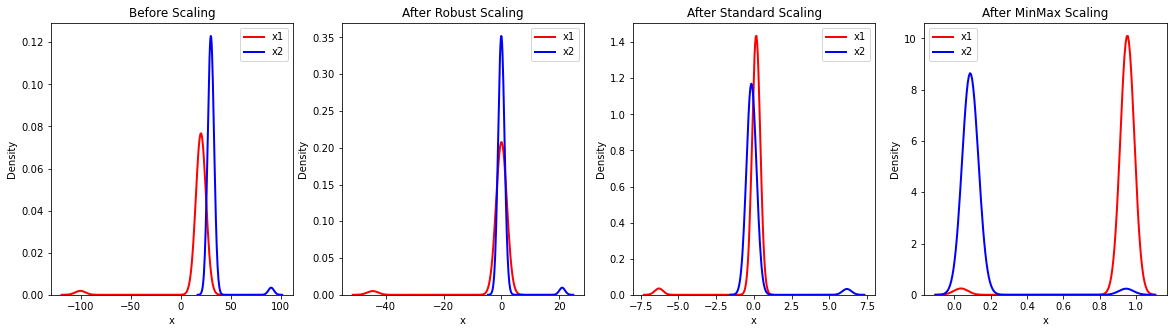 Before Scaling
Density
0.12
0.10
0.08
0.06
0.04
0.02
0.00
−100
−50
0
50
100
x
x1
x2
After Robust Scaling
Density
0.35
0.30
0.25
0.20
0.15
0.10
0.05
0.00
−40
−20
0
20
x
x1
x2
After Standard Scaling
Density
1.4
1.2
1.0
0.8
0.6
0.4
0.2
0.0
−7.5
−5.0
−2.5
0.0
2.5
5.0
7.5
x
x1
x2
After MinMax Scaling
Density
10
8
6
4
2
0
0.0
0.2
0.4
0.6
0.8
1.0
x
x1
x2